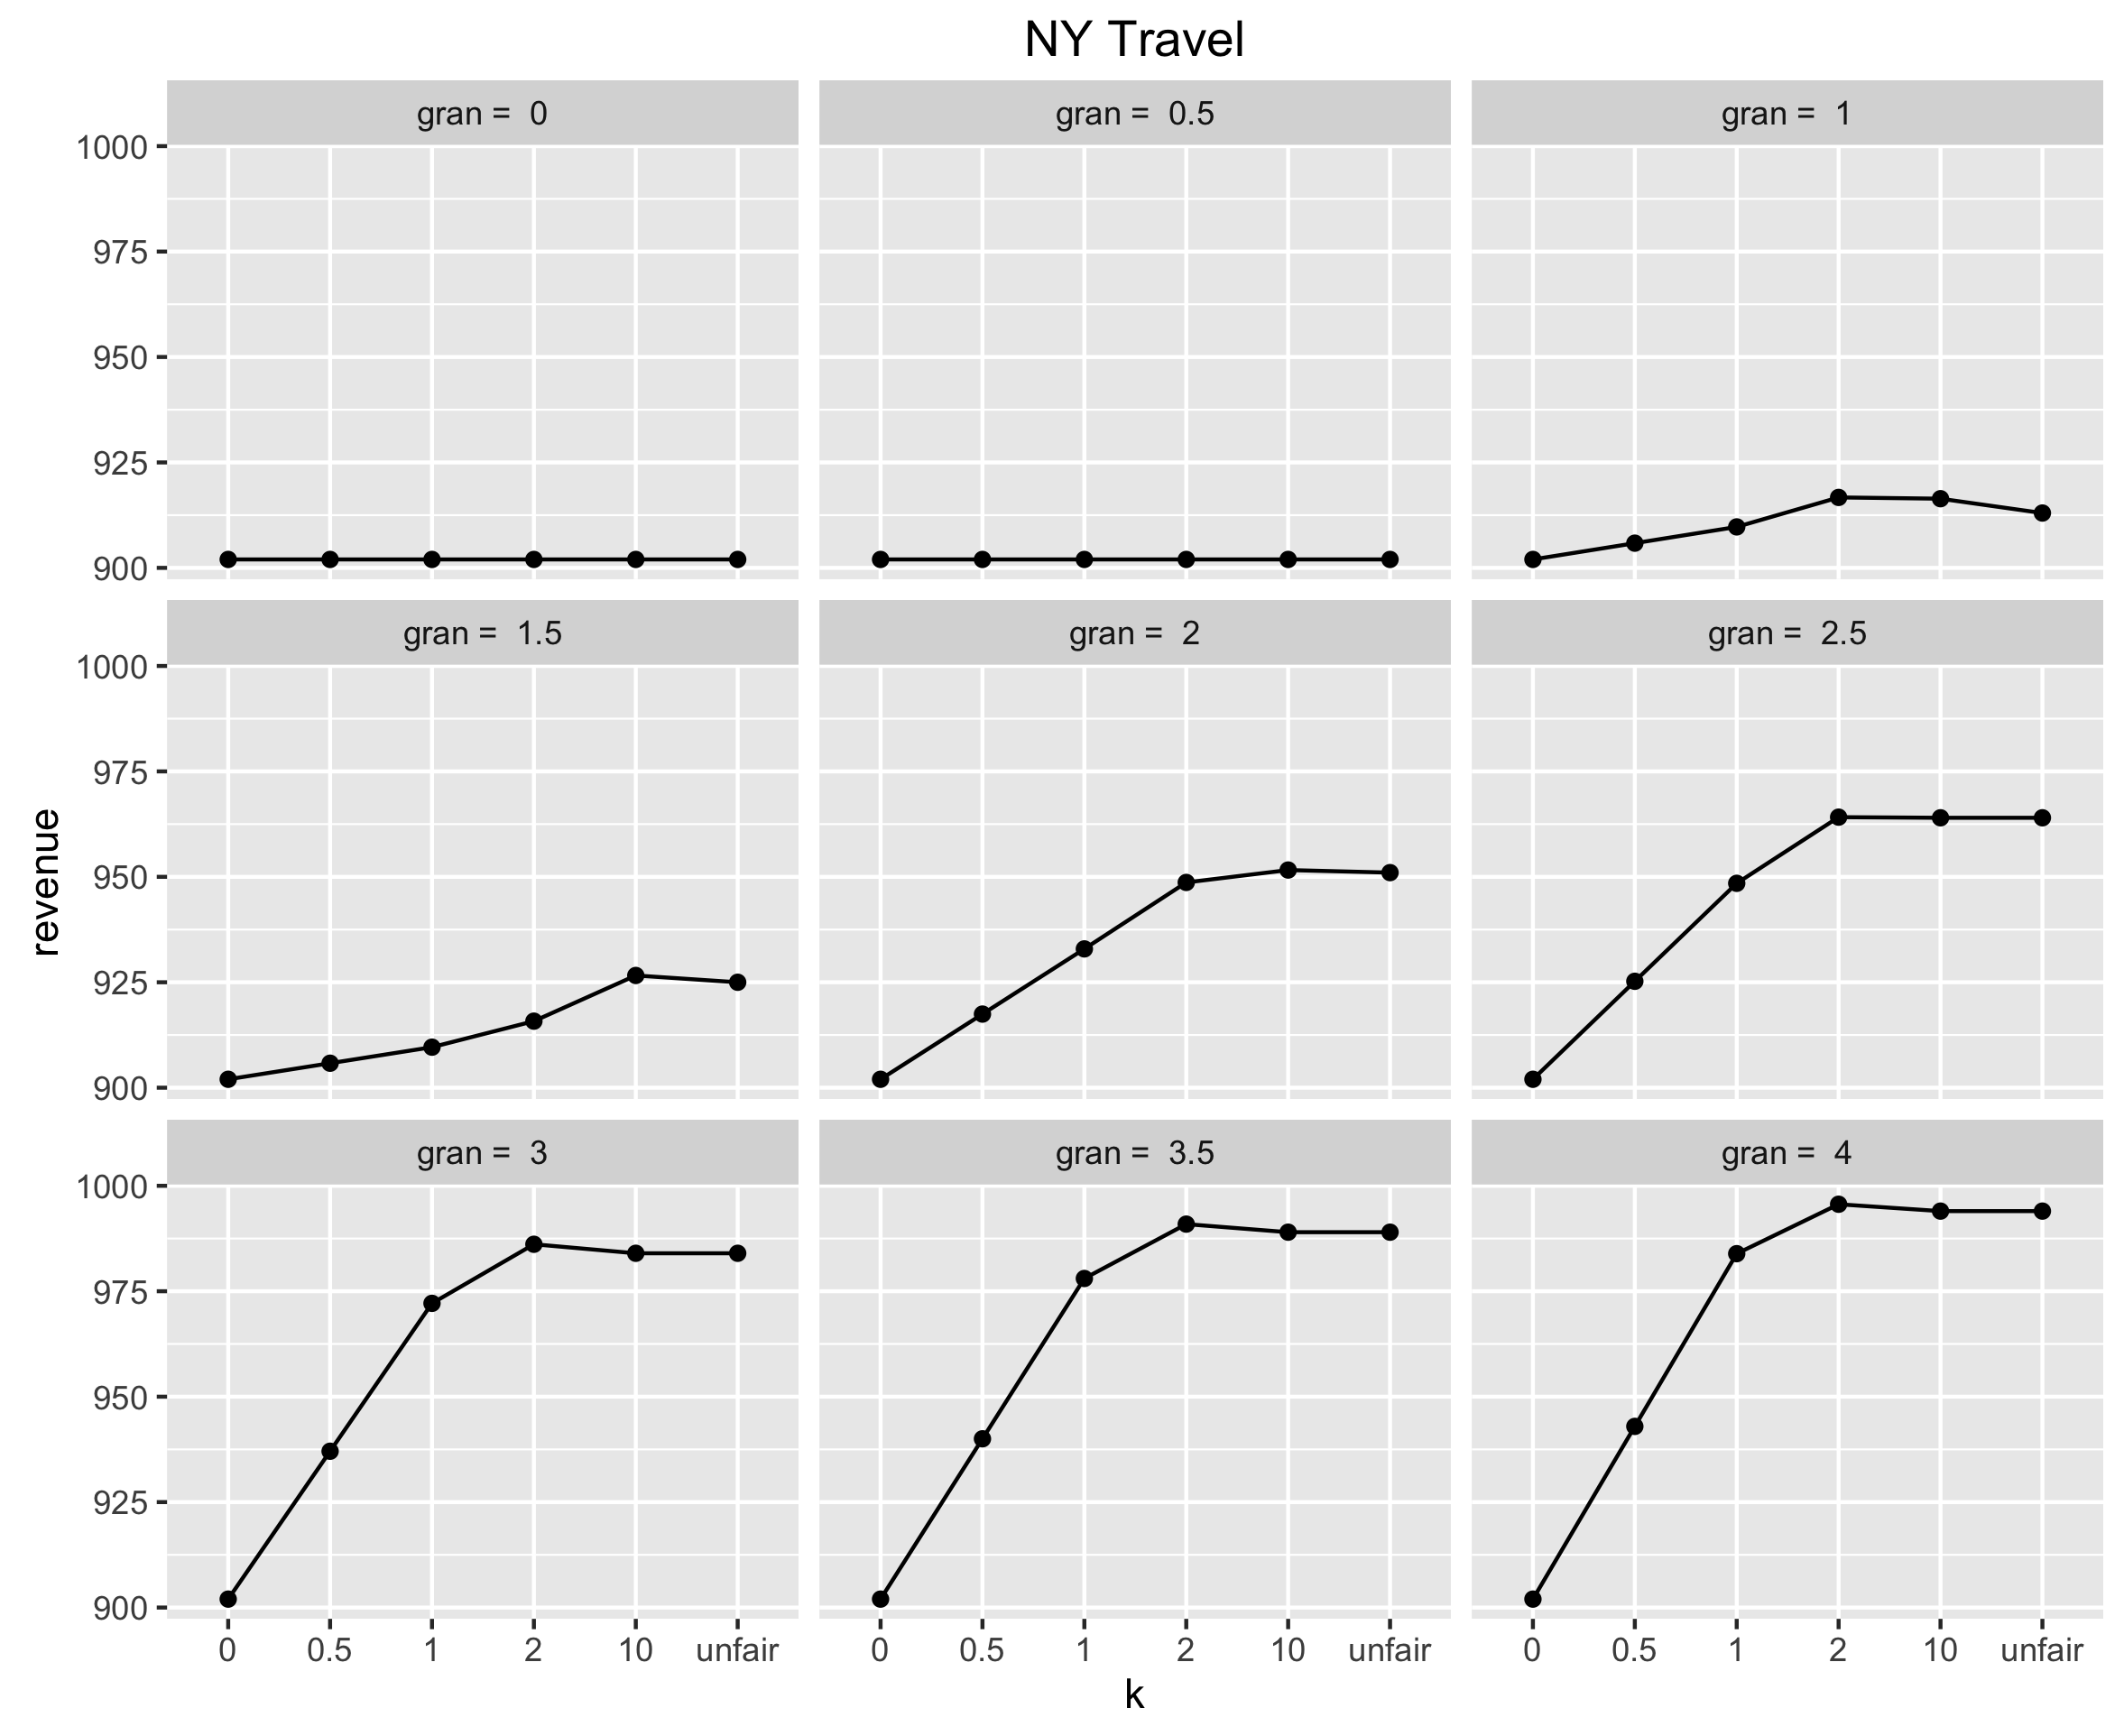 NY Travel
gran = 0 gran = 0.5 gran = 1
1000
975
950
925
900
gran = 1.5 gran = 2 gran = 2.5
1000
975
950
925
900
revenue
gran = 3 gran = 3.5 gran = 4
1000
975
950
925
900
0 0.5 1 2 10 unfair 0 0.5 1 2 10 unfair 0 0.5 1 2 10 unfair
k